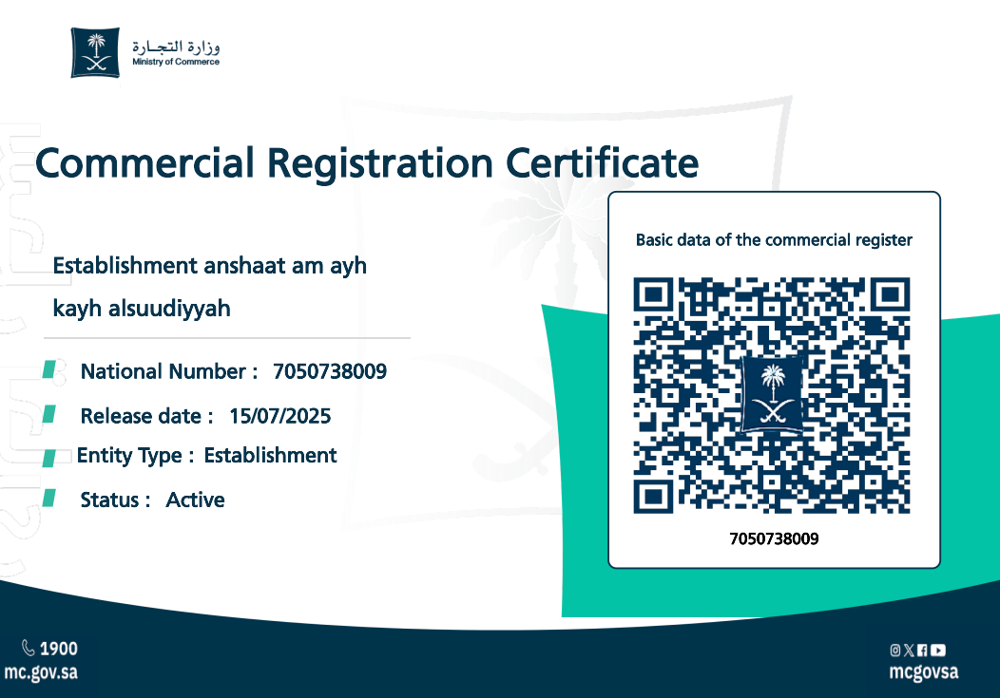 وزارة التجارة
Ministry of Commerce
Commercial Registration Certificate
Establishment anshaat am ayh
kayh alsuudiyyah
National Number : 7050738009
Release date : 15/07/2025
Entity Type : Establishment
Status : Active
Basic data of the commercial register
7050738009
1900
mc.gov.sa
mcgovsa